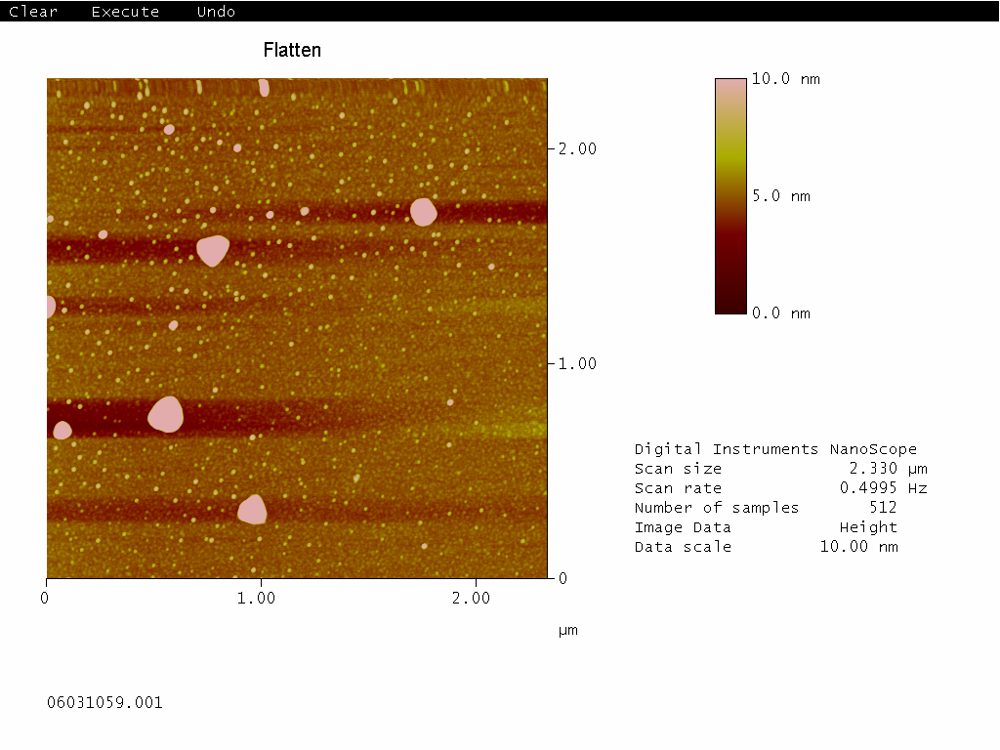 Clear Execute Undo
Flatten
10.0 nm
5.0 nm
0.0 nm
2.00
1.00
0
0 1.00 2.00
µm
Digital Instruments NanoScope
Scan size 2.330 µm
Scan rate 0.4995 Hz
Number of samples 512
Image Data Height
Data scale 10.00 nm
06031059.001